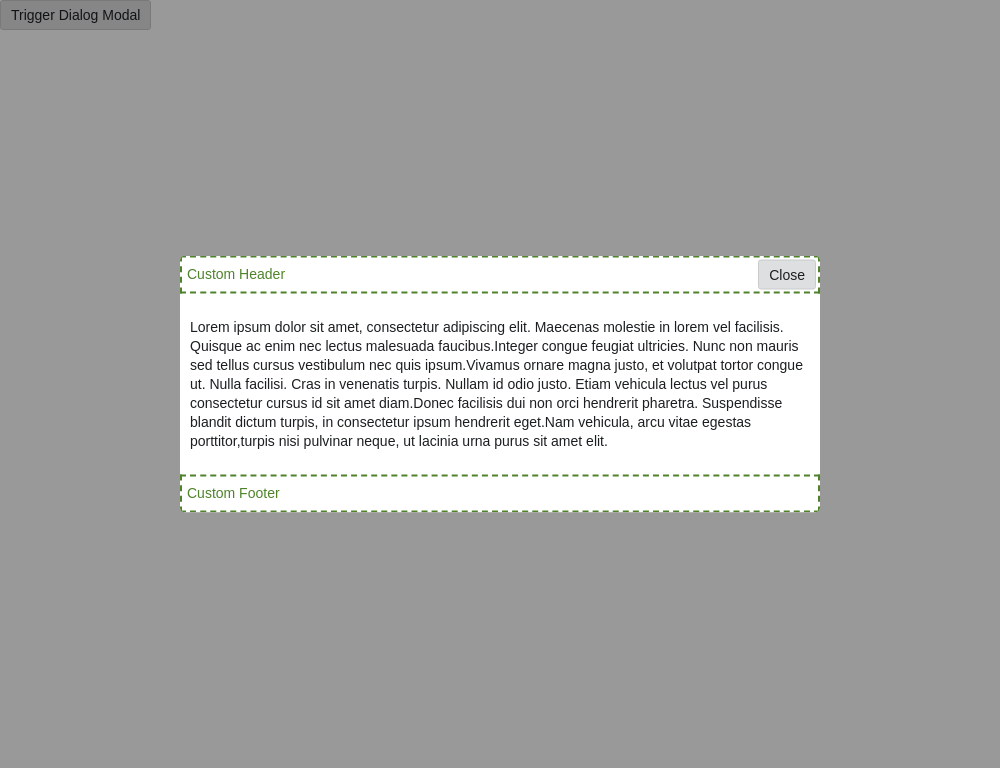 Trigger Dialog Modal
Custom Header
Close
Lorem ipsum dolor sit amet, consectetur adipiscing elit. Maecenas molestie in lorem vel facilisis.
Quisque ac enim nec lectus malesuada faucibus.Integer congue feugiat ultricies. Nunc non mauris
sed tellus cursus vestibulum nec quis ipsum.Vivamus ornare magna justo, et volutpat tortor congue
ut. Nulla facilisi. Cras in venenatis turpis. Nullam id odio justo. Etiam vehicula lectus vel purus
consectetur cursus id sit amet diam.Donec facilisis dui non orci hendrerit pharetra. Suspendisse
blandit dictum turpis, in consectetur ipsum hendrerit eget.Nam vehicula, arcu vitae egestas
porttitor,turpis nisi pulvinar neque, ut lacinia urna purus sit amet elit.
Custom Footer